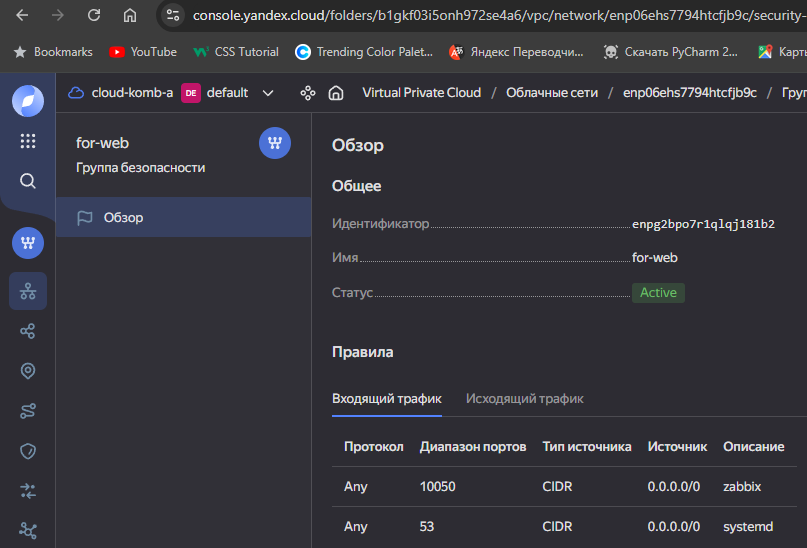 console.yandex.cloud/folders/b1gkf03i5onh972se4a6/vpc/network/enp06ehs7794htcfjb9c/security-
Bookmarks YouTube CSS Tutorial Trending Color Palet... Яндекс Переводчи... Скачать PyCharm 2... Карты
cloud-komb-a DE default Virtual Private Cloud / Облачные сети / enp06ehs7794htcfjb9c / Груп
for-web
Группа безопасности
Обзор
Обзор
Общее
Идентификатор enpg2bpo7r1qlqj181b2
Имя for-web
Статус Active
Правила
Входящий трафик Исходящий трафик
Протокол Диапазон портов Тип источника Источник Описание
Any 10050 CIDR 0.0.0.0/0 zabbix
Any 53 CIDR 0.0.0.0/0 systemd